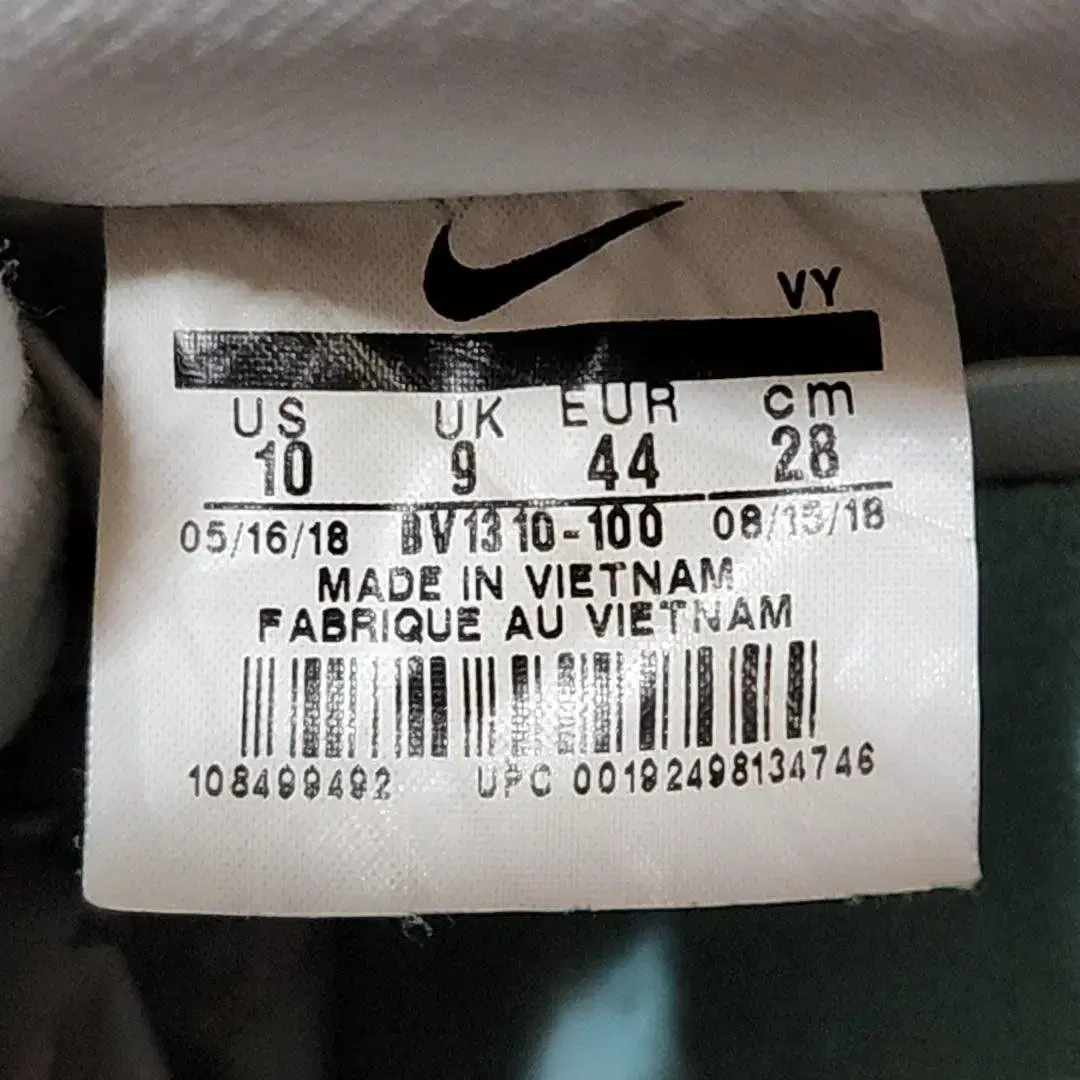 VY
US UK EUR cm
10 9 44 28
05/16/18 BV1310-100 08/15/18
MADE IN VIETNAM
FABRIQUE AU VIETNAM
108499492 UPC 00192498134746